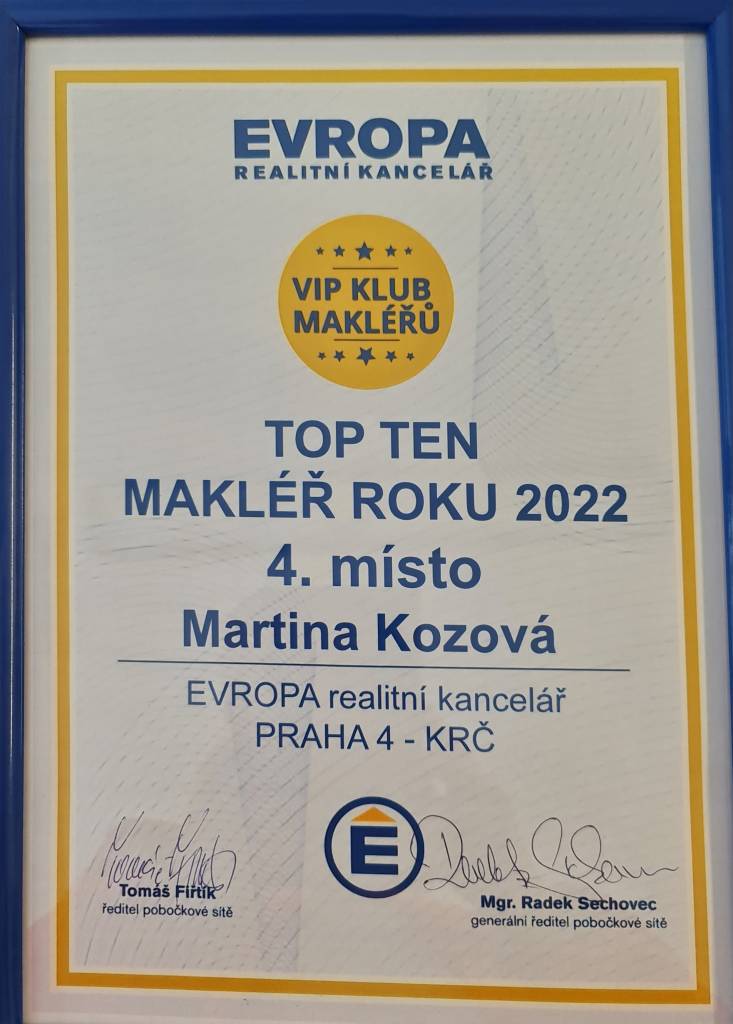 EVROPA
REALITNÍ KANCELÁŘ
VIP KLUB
MAKLÉŘŮ
TOP TEN
MAKLÉŘ ROKU 2022
4. místo
Martina Kozová
EVROPA realitní kancelář
PRAHA 4 - KRČ
E
Tomáš Fiřtík
ředitel pobočkové sítě
Mgr. Radek Sechovec
generální ředitel pobočkové sítě